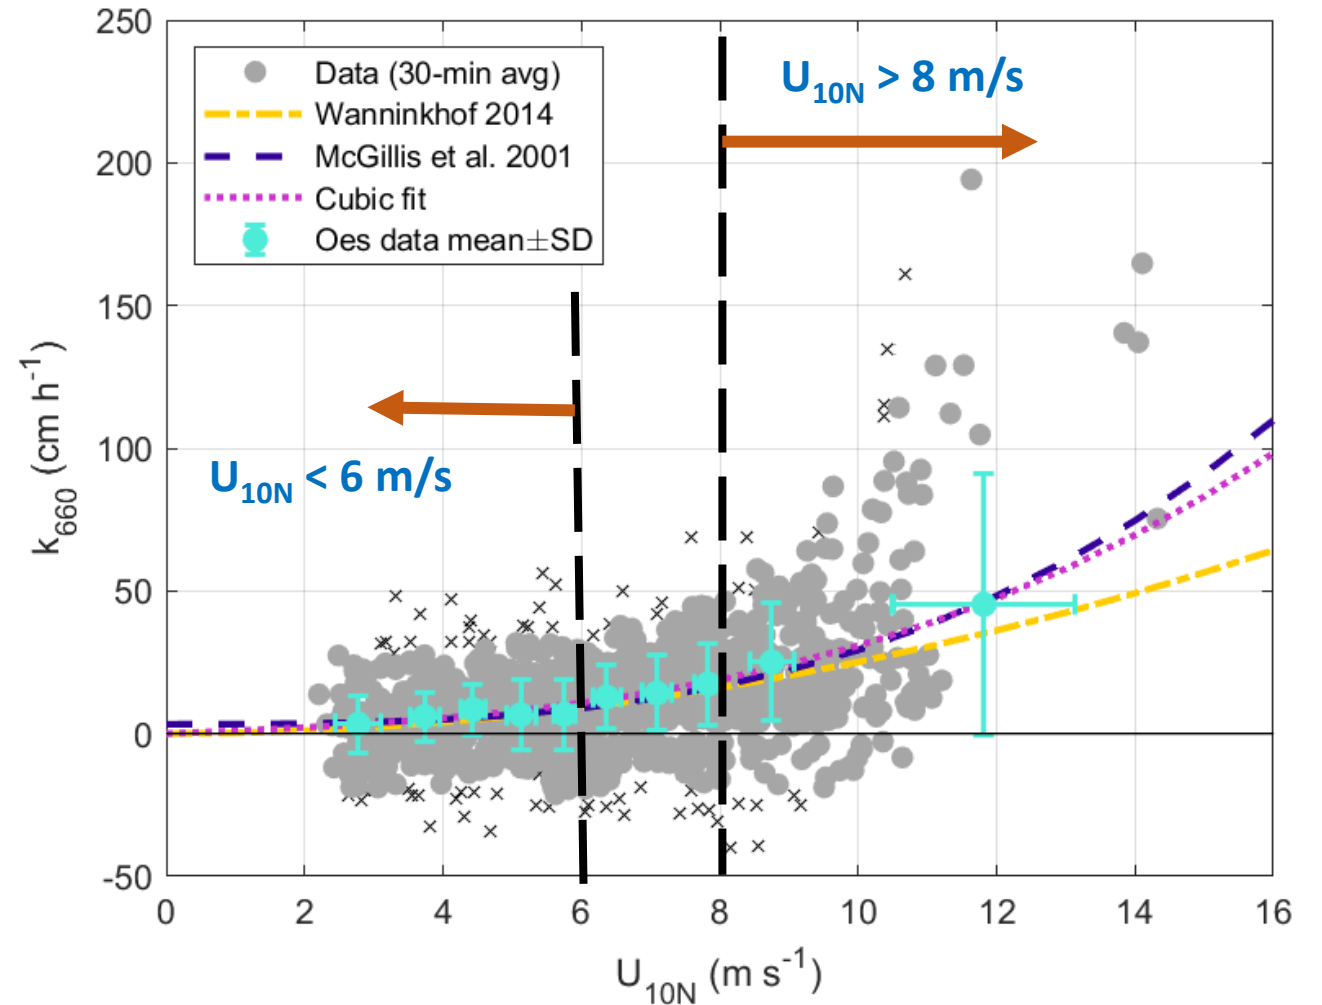 250
200
150
100
50
0
-50
k660 (cm h-1)
Data (30-min avg)
Wanninkhof 2014
McGillis et al. 2001
Cubic fit
Oes data mean±SD
U10N > 8 m/s
U10N < 6 m/s
0 2 4 6 8 10 12 14 16
U10N (m s-1)